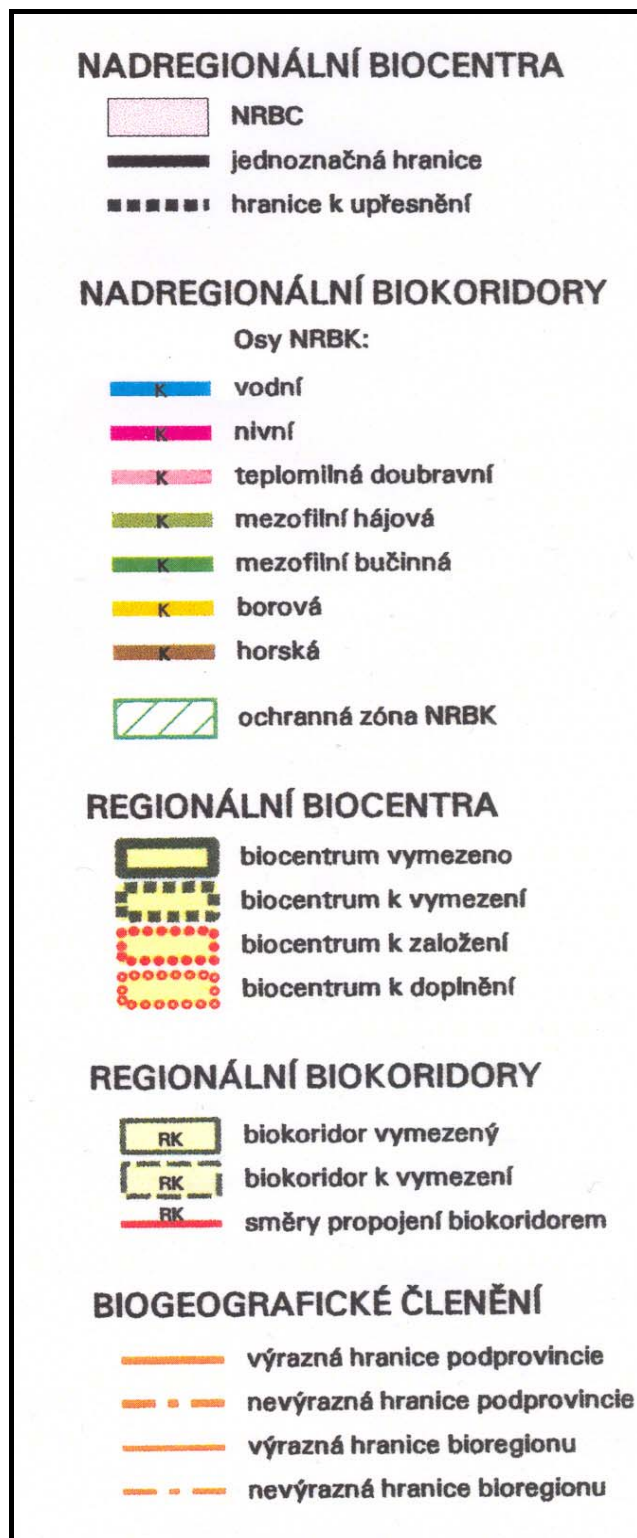 NADREGIONÁLNÍ BIOCENTRA
NRBC
jednoznačná hranice
hranice k upřesnění
NADREGIONÁLNÍ BIOKORIDORY
Osy NRBK:
K vodní
K nivní
K teplomilná doubravní
K mezofilní hájová
K mezofilní bučinná
K borová
K horská
ochranná zóna NRBK
REGIONÁLNÍ BIOCENTRA
biocentrum vymezeno
biocentrum k vymezení
biocentrum k založení
biocentrum k doplnění
REGIONÁLNÍ BIOKORIDORY
RK biokoridor vymezený
RK biokoridor k vymezení
RK směry propojení biokoridorem
BIOGEOGRAFICKÉ ČLENĚNÍ
výrazná hranice podprovincie
nevýrazná hranice podprovincie
výrazná hranice bioregionu
nevýrazná hranice bioregionu